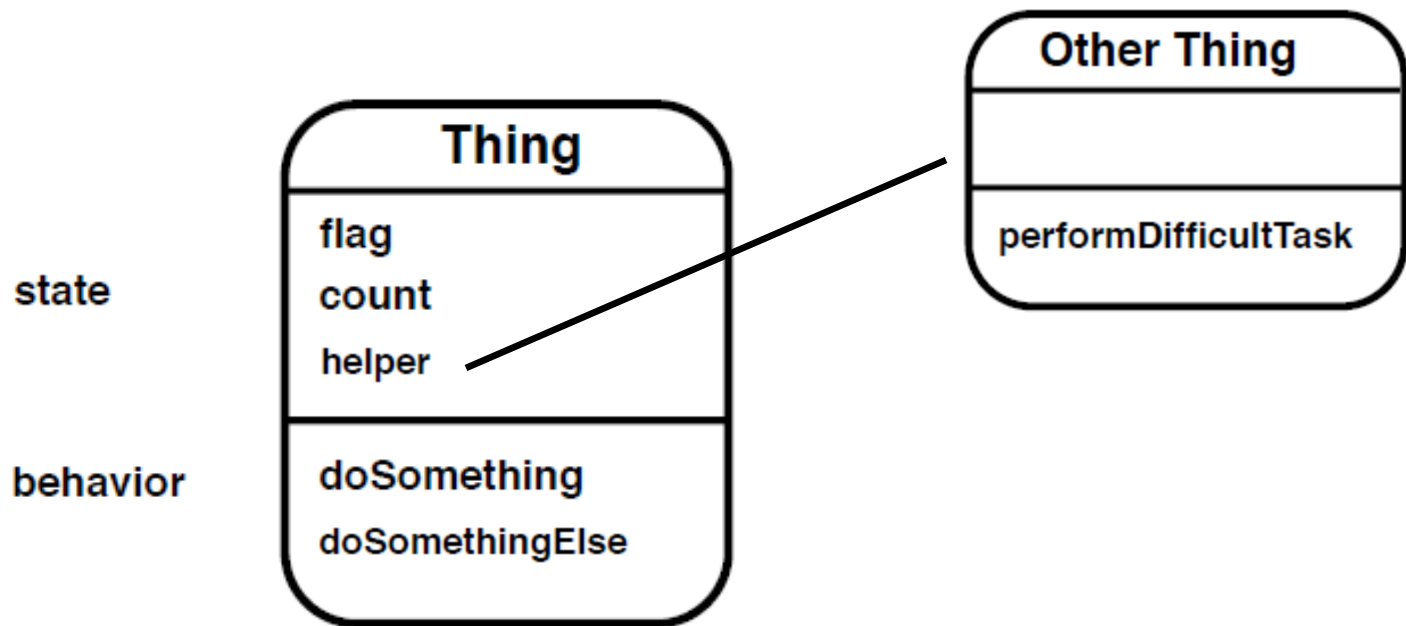 Other Thing
Thing
flag
performDifficultTask
state
count
helper
behavior
doSomething
doSomethingElse